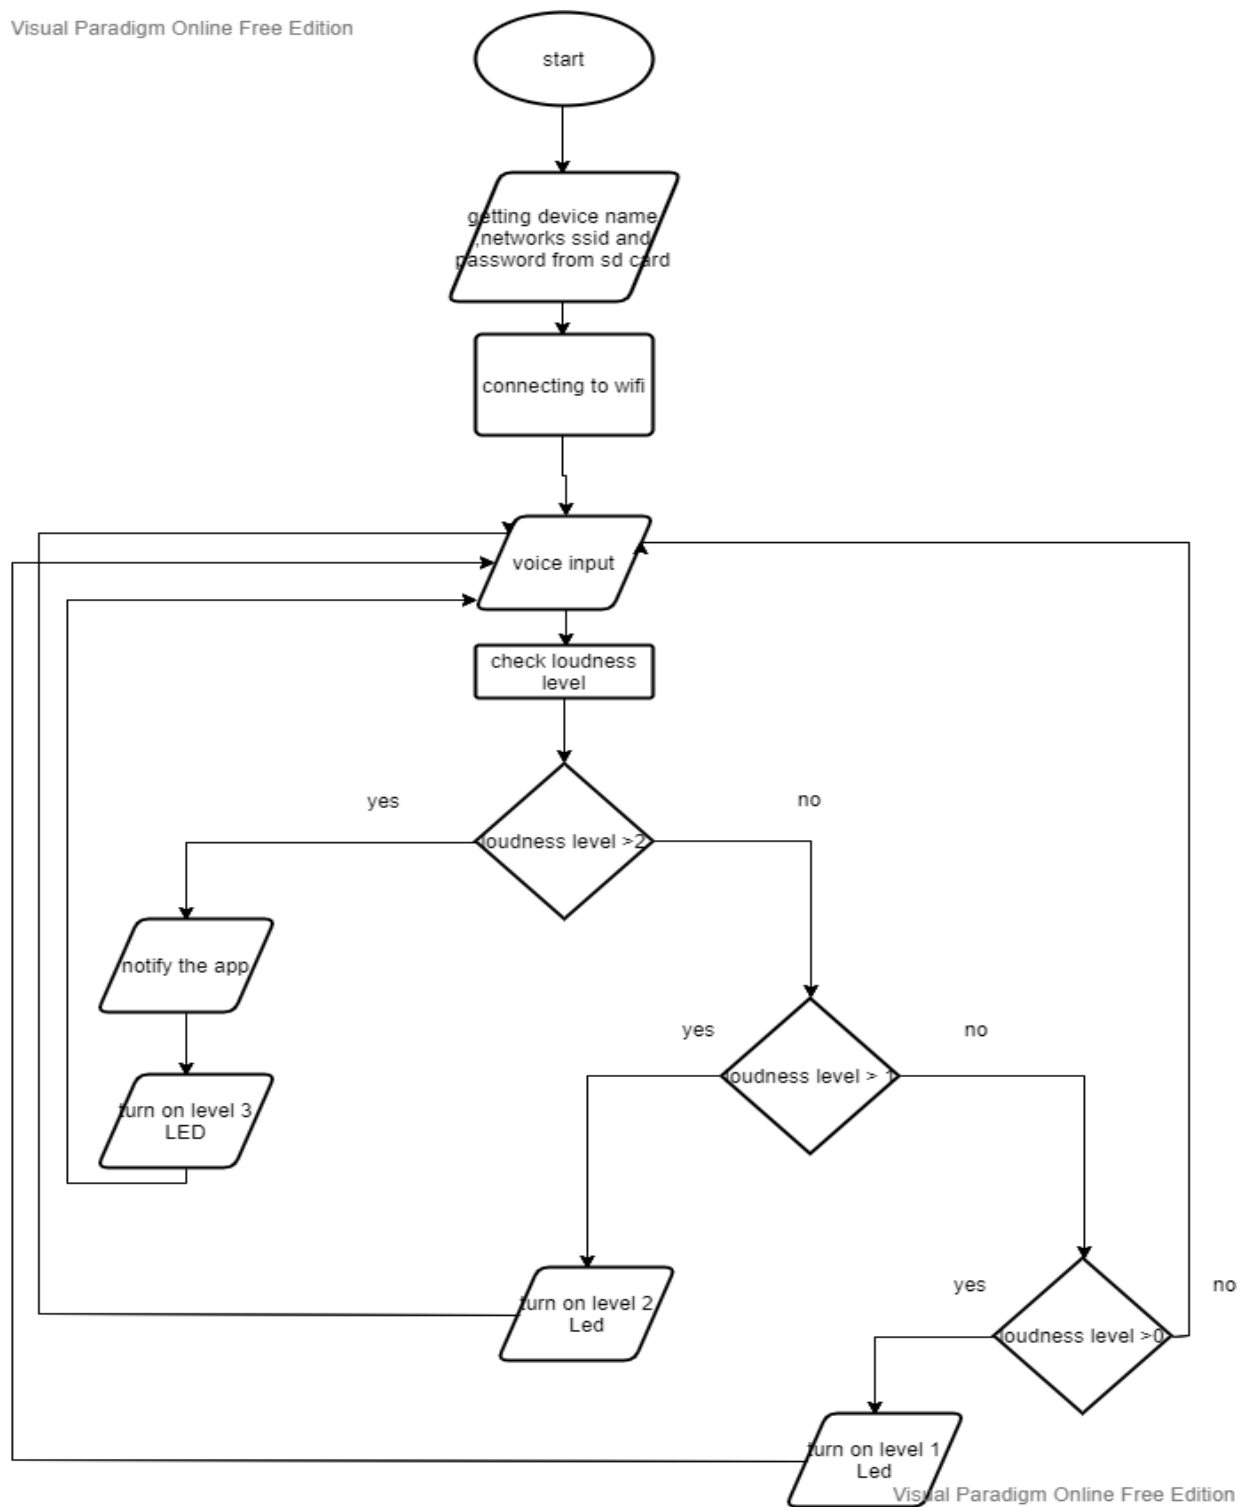 Visual Paradigm Online Free Edition
start
getting device name
,networks ssid and
password from sd card
connecting to wifi
voice input
check loudness
level
yes
no
loudness level >2
notify the app
yes
no
loudness level > 1
turn on level 3
LED
yes
no
turn on level 2
Led
loudness level >0
turn on level 1
Led
Visual Paradigm Online Free Edition